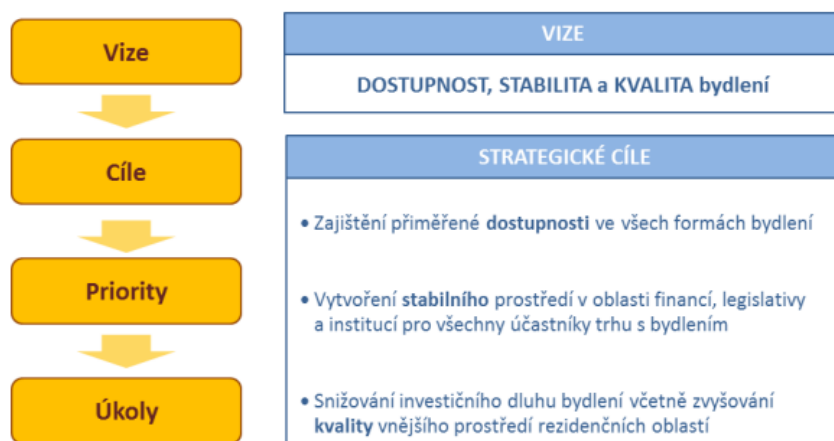 Vize
Cíle
Priority
Úkoly
VIZE
DOSTUPNOST, STABILITA a KVALITA bydlení
STRATEGICKÉ CÍLE
• Zajištění přiměřené dostupnosti ve všech formách bydlení
• Vytvoření stabilního prostředí v oblasti financí, legislativy
a institucí pro všechny účastníky trhu s bydlením
• Snižování investičního dluhu bydlení včetně zvyšování
kvality vnějšího prostředí rezidenčních oblastí